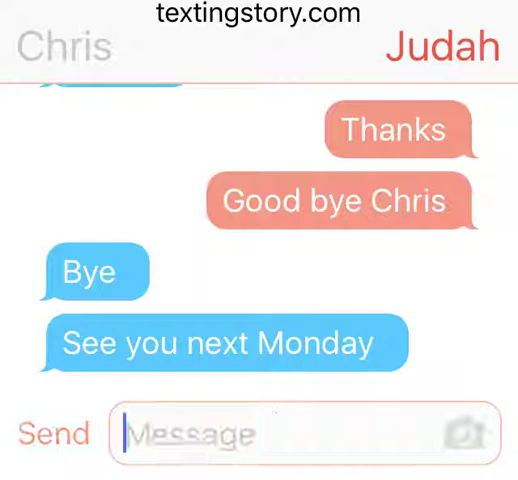 textingstory.com
Chris Judah
Thanks
Good bye Chris
Bye
See you next Monday
Send Message